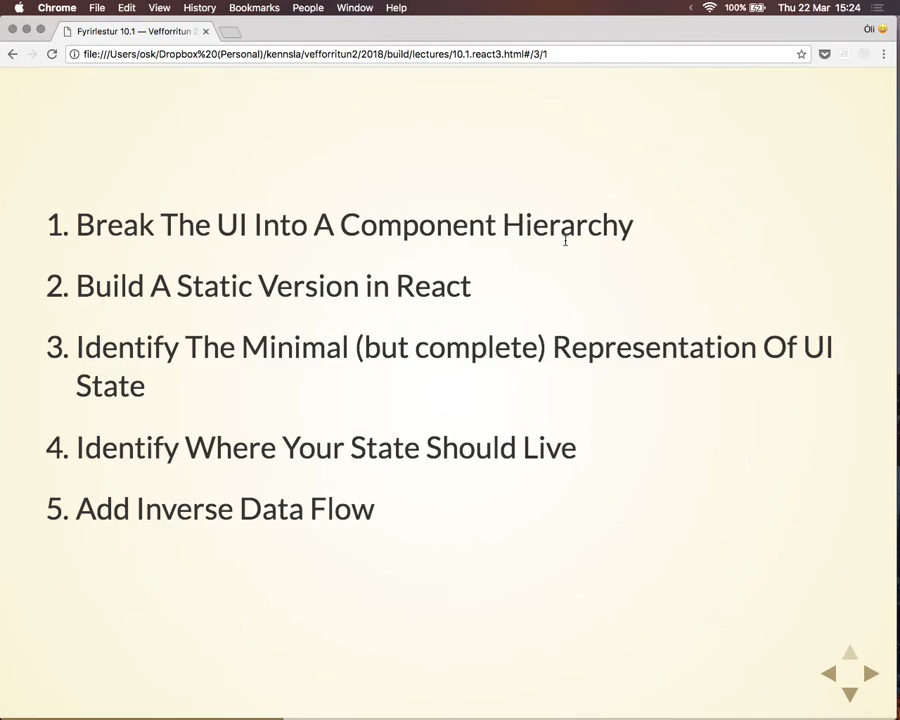 Chrome File Edit View History Bookmarks People Window Help 100% Thu 22 Mar 15:24
Fyrirlestur 10.1 — Vefforritun 2 Óli
file:///Users/osk/Dropbox%20(Personal)/kennsla/vefforritun2/2018/build/lectures/10.1.react3.html#/3/1
1. Break The UI Into A Component Hierarchy
2. Build A Static Version in React
3. Identify The Minimal (but complete) Representation Of UI
State
4. Identify Where Your State Should Live
5. Add Inverse Data Flow